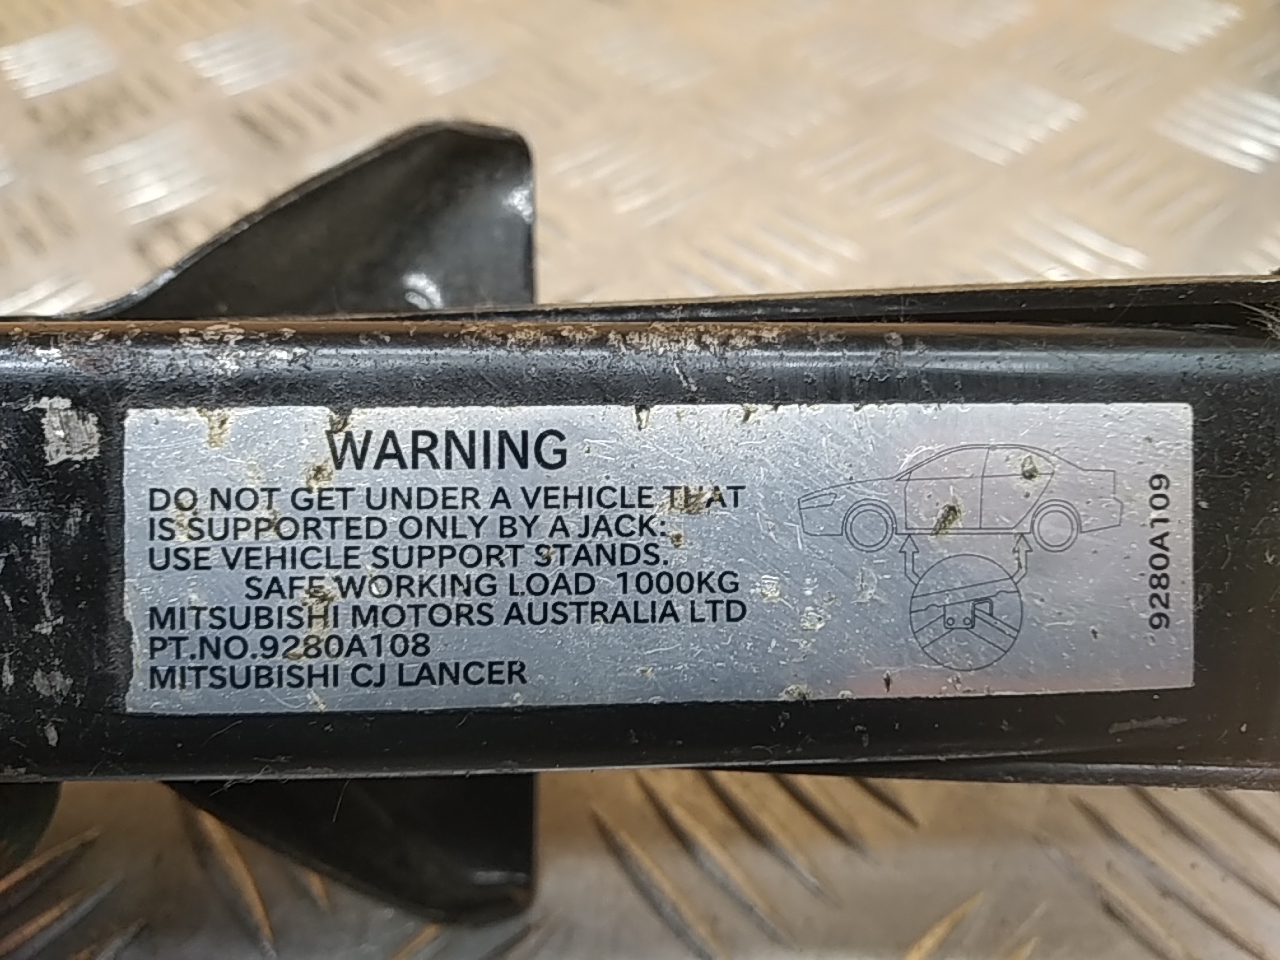 WARNING
DO NOT GET UNDER A VEHICLE THAT
IS SUPPORTED ONLY BY A JACK:
USE VEHICLE SUPPORT STANDS.
SAFE WORKING LOAD 1000KG
MITSUBISHI MOTORS AUSTRALIA LTD
PT.NO.9280A108
MITSUBISHI CJ LANCER
9280A109